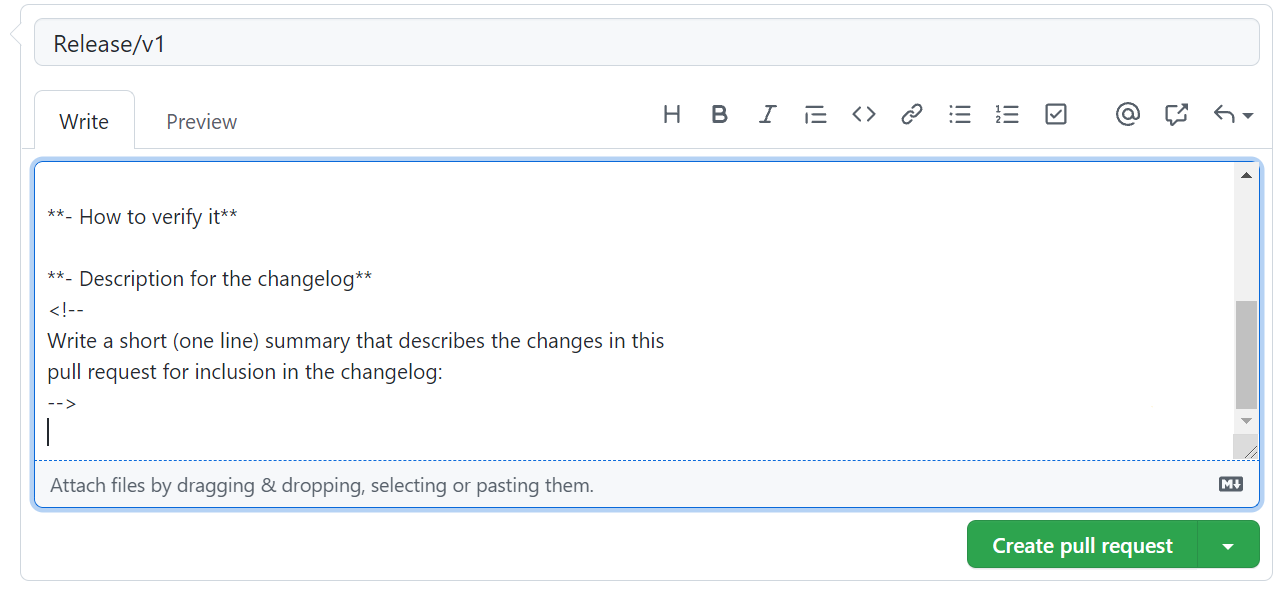 Release/v1
Write
Preview
**- How to verify it**
**- Description for the changelog**
<!--
Write a short (one line) summary that describes the changes in this
pull request for inclusion in the changelog:
-->
Attach files by dragging & dropping, selecting or pasting them.
Create pull request